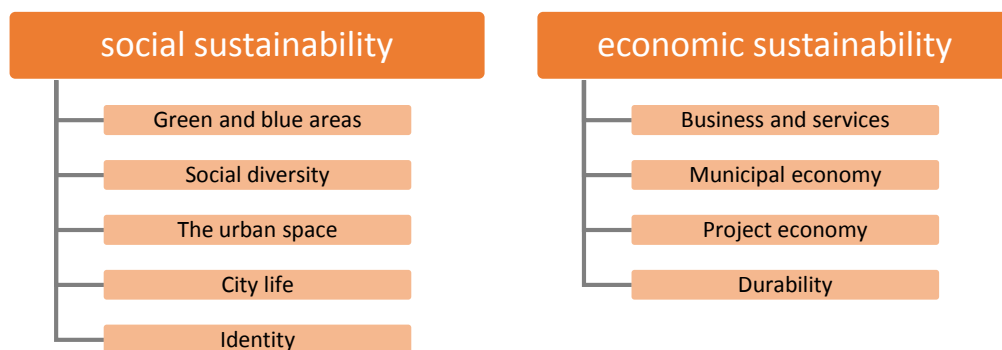 social sustainability
Green and blue areas
Social diversity
The urban space
City life
Identity
economic sustainability
Business and services
Municipal economy
Project economy
Durability